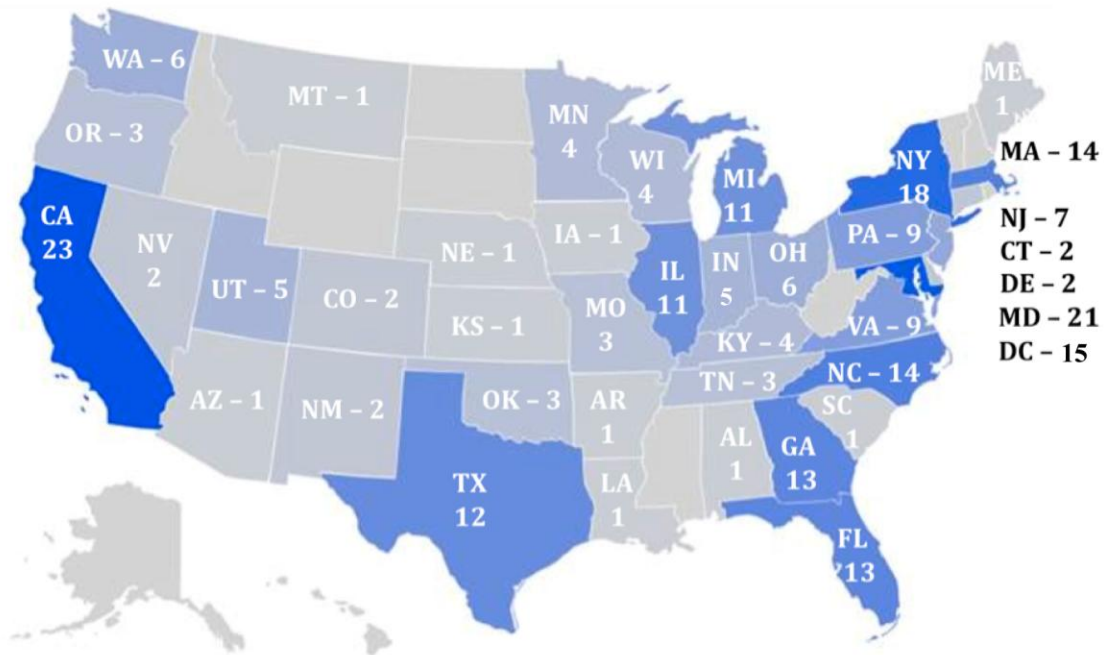 WA – 6
MT – 1
OR – 3
MN
4
ME
1
MA – 14
WI
4
MI
11
NY
18
CA
23
NV
2
NE – 1
IA – 1
PA – 9
NJ – 7
CT – 2
UT – 5
CO – 2
IL
11
IN
5
OH
6
DE – 2
KS – 1
MO
3
KY – 4
VA – 9
MD – 21
DC – 15
AZ – 1
NM – 2
OK – 3
AR
1
TN – 3
NC – 14
SC
1
TX
12
LA
1
AL
1
GA
13
FL
13